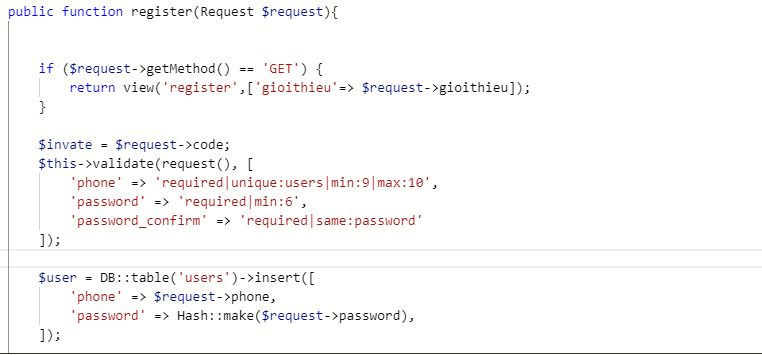 public function register(Request $request){
if ($request->getMethod() == 'GET') {
return view('register',['gioithieu'=> $request->gioithieu]);
}
$invate = $request->code;
$this->validate(request(), [
'phone' => 'required|unique:users|min:9|max:10',
'password' => 'required|min:6',
'password_confirm' => 'required|same:password'
]);
$user = DB::table('users')->insert([
'phone' => $request->phone,
'password' => Hash::make($request->password),
]);